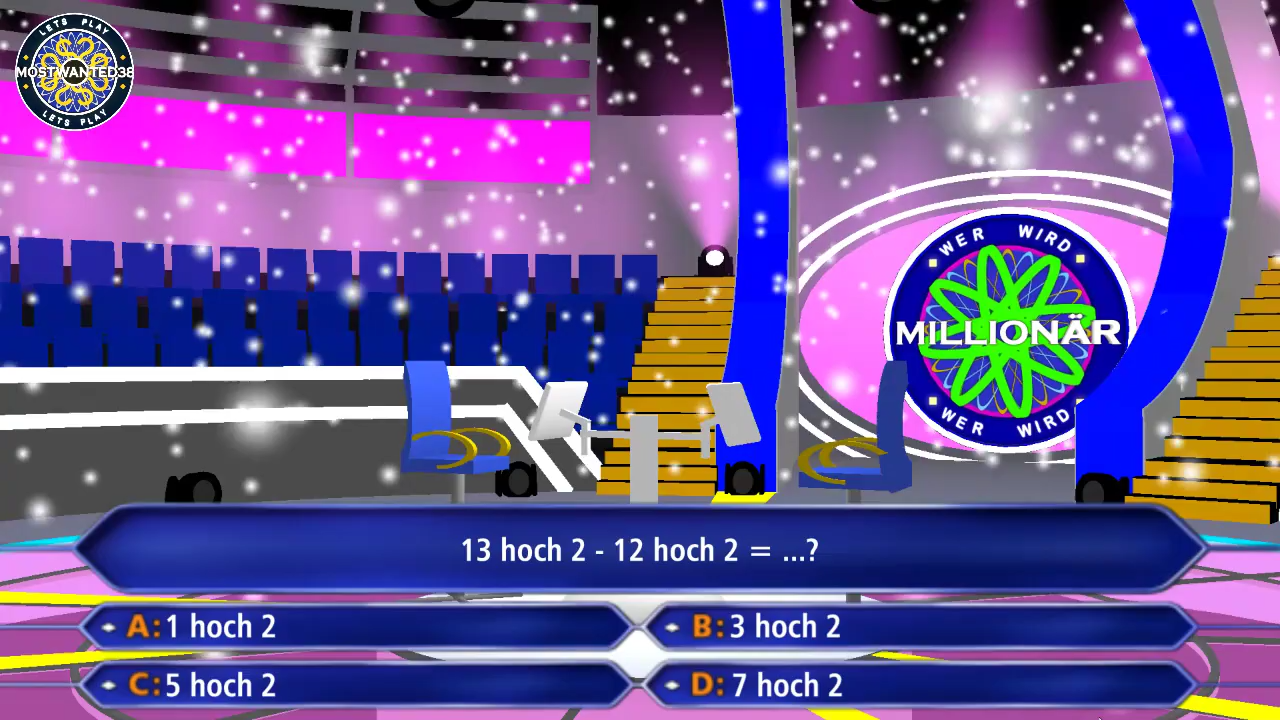 LETS PLAY
MOSTWANTED38
LETS PLAY
WER WIRD
MILLIONÄR
WER WIRD
13 hoch 2 - 12 hoch 2 = ...?
A: 1 hoch 2
B: 3 hoch 2
C: 5 hoch 2
D: 7 hoch 2